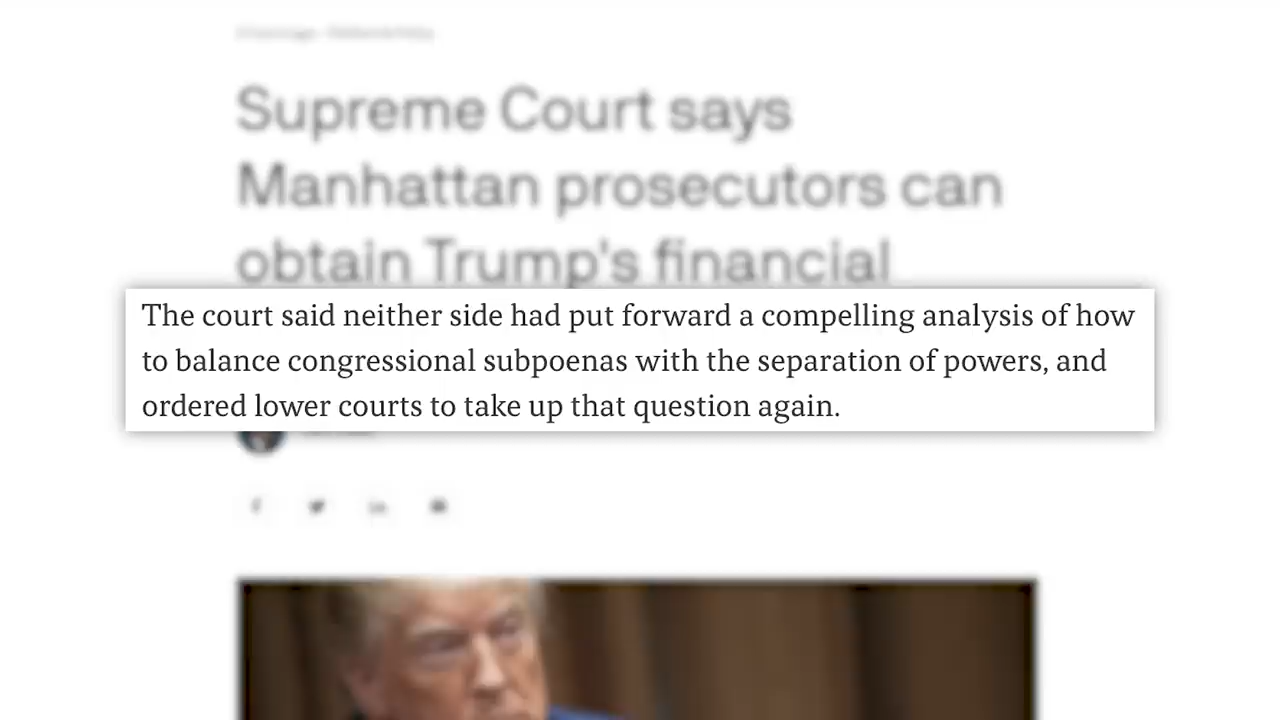 Supreme Court says
Manhattan prosecutors can
obtain Trump's financial
The court said neither side had put forward a compelling analysis of how
to balance congressional subpoenas with the separation of powers, and
ordered lower courts to take up that question again.